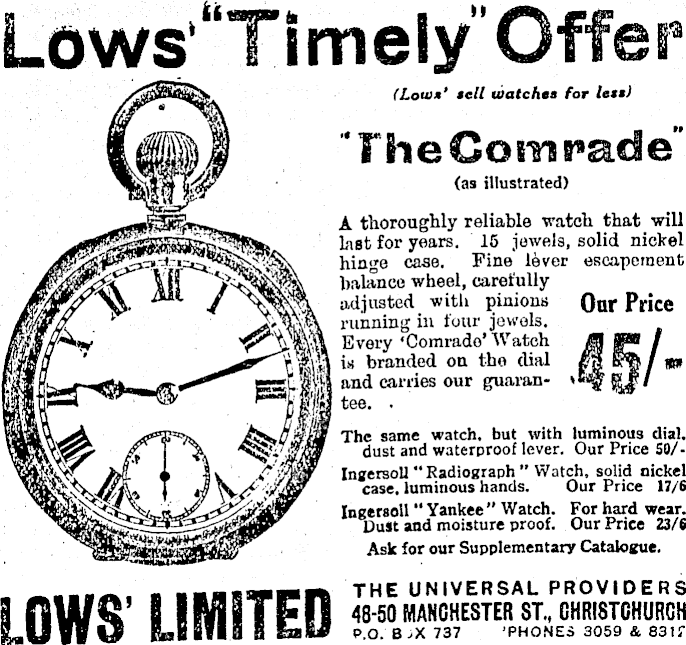 Lows' "Timely" Offer
(Lows' sell watches for less)
"The Comrade"
(as illustrated)
A thoroughly reliable watch that will
last for years. 15 jewels, solid nickel
hinge case. Fine lever escapement
balance wheel, carefully
adjusted with pinions
running in four jewels.
Every 'Comrade' Watch
is branded on the dial
and carries our guaran-
tee.
Our Price
45/-
The same watch, but with luminous dial,
dust and waterproof lever. Our Price 50/-
Ingersoll "Radiograph" Watch, solid nickel
case, luminous hands. Our Price 17/6
Ingersoll "Yankee" Watch. For hard wear.
Dust and moisture proof. Our Price 23/6
Ask for our Supplementary Catalogue.
LOWS' LIMITED
THE UNIVERSAL PROVIDERS
48-50 MANCHESTER ST., CHRISTCHURCH
P.O. BOX 737 'PHONES 3059 &
XII
I
II
III